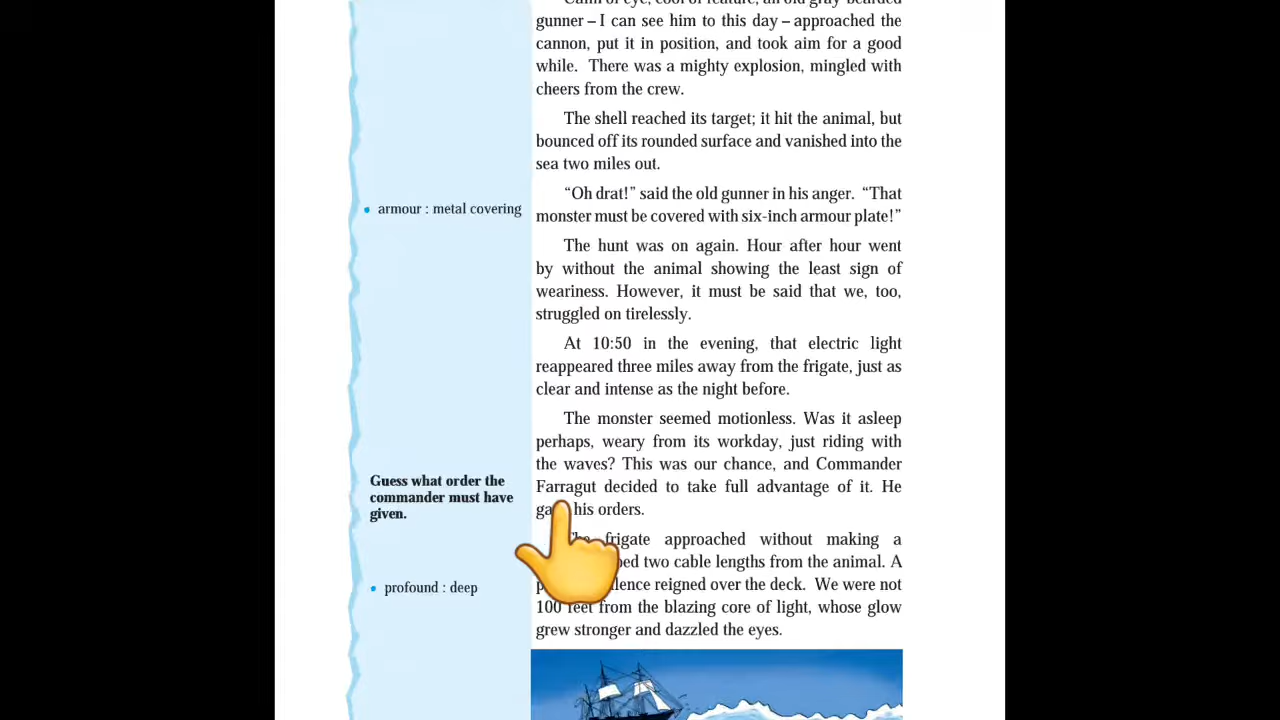 Calm of eye, cool of feature, an old gray-bearded
gunner – I can see him to this day – approached the
cannon, put it in position, and took aim for a good
while. There was a mighty explosion, mingled with
cheers from the crew.
The shell reached its target; it hit the animal, but
bounced off its rounded surface and vanished into the
sea two miles out.
• armour : metal covering
“Oh drat!” said the old gunner in his anger. “That
monster must be covered with six-inch armour plate!”
The hunt was on again. Hour after hour went
by without the animal showing the least sign of
weariness. However, it must be said that we, too,
struggled on tirelessly.
At 10:50 in the evening, that electric light
reappeared three miles away from the frigate, just as
clear and intense as the night before.
The monster seemed motionless. Was it asleep
perhaps, weary from its workday, just riding with
the waves? This was our chance, and Commander
Farragut decided to take full advantage of it. He
his orders.
Guess what order the
commander must have
given.
frigate approached without making a
two cable lengths from the animal. A
silence reigned over the deck. We were not
100 feet from the blazing core of light, whose glow
grew stronger and dazzled the eyes.
• profound : deep